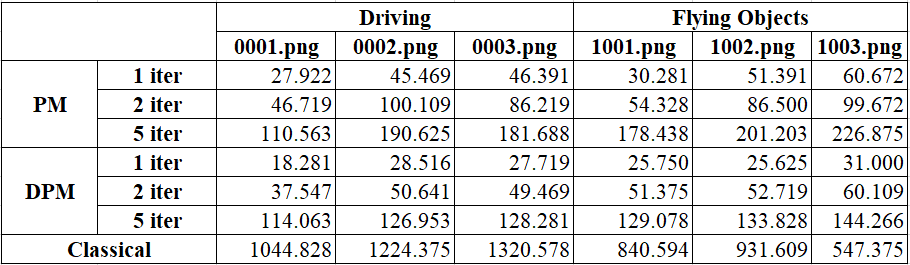 Driving Flying Objects
0001.png 0002.png 0003.png 1001.png 1002.png 1003.png
PM 1 iter 27.922 45.469 46.391 30.281 51.391 60.672
2 iter 46.719 100.109 86.219 54.328 86.500 99.672
5 iter 110.563 190.625 181.688 178.438 201.203 226.875
DPM 1 iter 18.281 28.516 27.719 25.750 25.625 31.000
2 iter 37.547 50.641 49.469 51.375 52.719 60.109
5 iter 114.063 126.953 128.281 129.078 133.828 144.266
Classical 1044.828 1224.375 1320.578 840.594 931.609 547.375